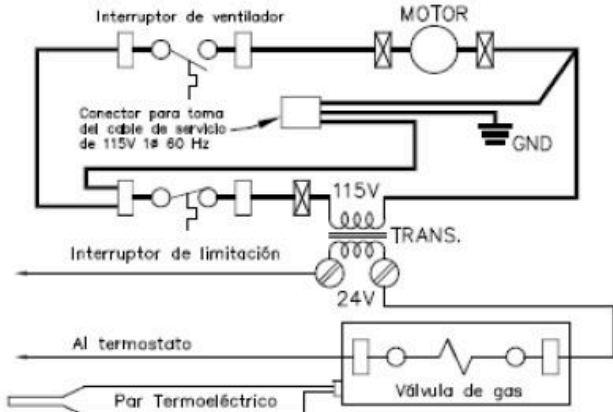 Interruptor de ventilador
MOTOR
Conector para toma
del cable de servicio
de 115V 1ø 60 Hz
GND
115V
TRANS.
Interruptor de limitación
24V
Al termostato
Válvula de gas
Par Termoeléctrico